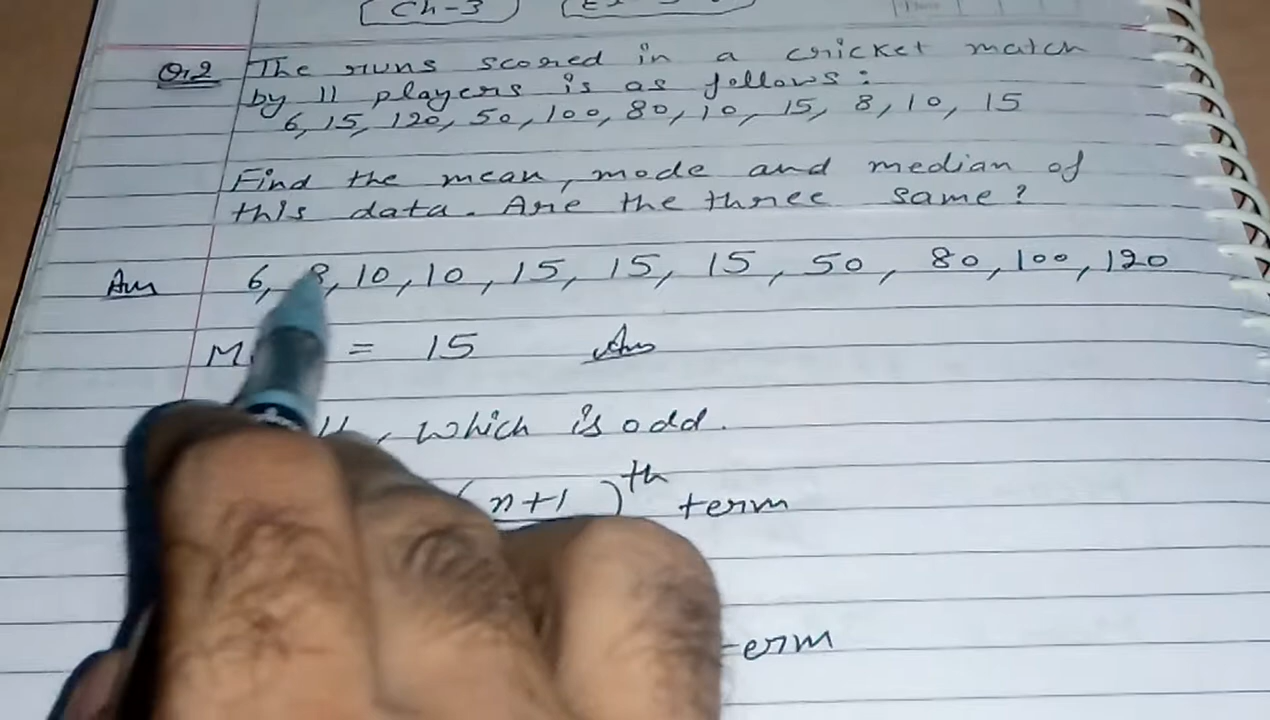 Ch-3
Q.2 The runs scored in a cricket match
by 11 players is as follows:
6, 15, 120, 50, 100, 80, 10, 15, 8, 10, 15
Find the mean, mode and median of
this data. Are the three same?
Ans 6, 8, 10, 10, 15, 15, 15, 50, 80, 100, 120
= 15 Ans
11, which is odd.
(n+1)th term
erm